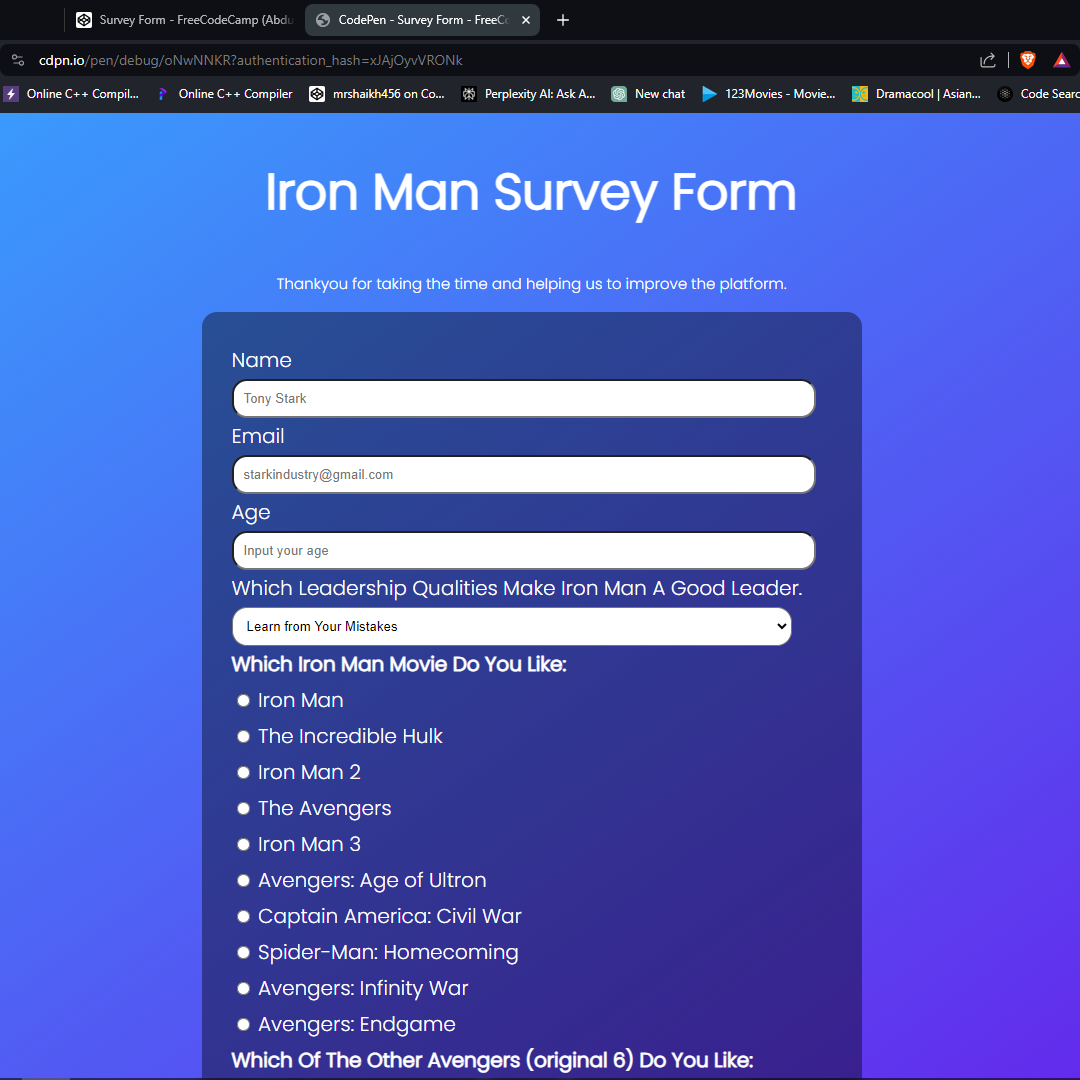 Survey Form - FreeCodeCamp (Abdu
CodePen - Survey Form - FreeCc
cdpn.io/pen/debug/oNwNNKR?authentication_hash=xJAjOyvVRONk
Online C++ Compil... Online C++ Compiler mrshaikh456 on Co... Perplexity AI: Ask A... New chat 123Movies - Movie... Dramacool | Asian... Code Searc
Iron Man Survey Form
Thankyou for taking the time and helping us to improve the platform.
Name
Tony Stark
Email
starkindustry@gmail.com
Age
Input your age
Which Leadership Qualities Make Iron Man A Good Leader.
Learn from Your Mistakes
Which Iron Man Movie Do You Like:
Iron Man
The Incredible Hulk
Iron Man 2
The Avengers
Iron Man 3
Avengers: Age of Ultron
Captain America: Civil War
Spider-Man: Homecoming
Avengers: Infinity War
Avengers: Endgame
Which Of The Other Avengers (original 6) Do You Like: